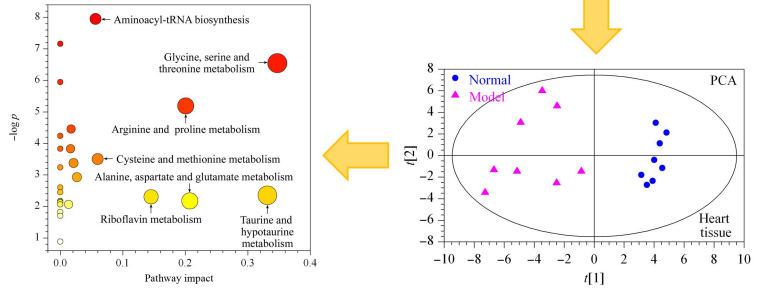 8
7
6
5
4
3
2
1
−log p
0.0 0.1 0.2 0.3 0.4
Pathway impact
Aminoacyl-tRNA biosynthesis
Glycine, serine and
threonine metabolism
Arginine and proline metabolism
Cysteine and methionine metabolism
Alanine, aspartate and glutamate metabolism
Riboflavin metabolism
Taurine and
hypotaurine
metabolism
8
6
4
2
0
−2
−4
−6
−8
t[2]
Normal
Model
PCA
Heart
tissue
−10 −8 −6 −4 −2 0 2 4 6 8 10
t[1]